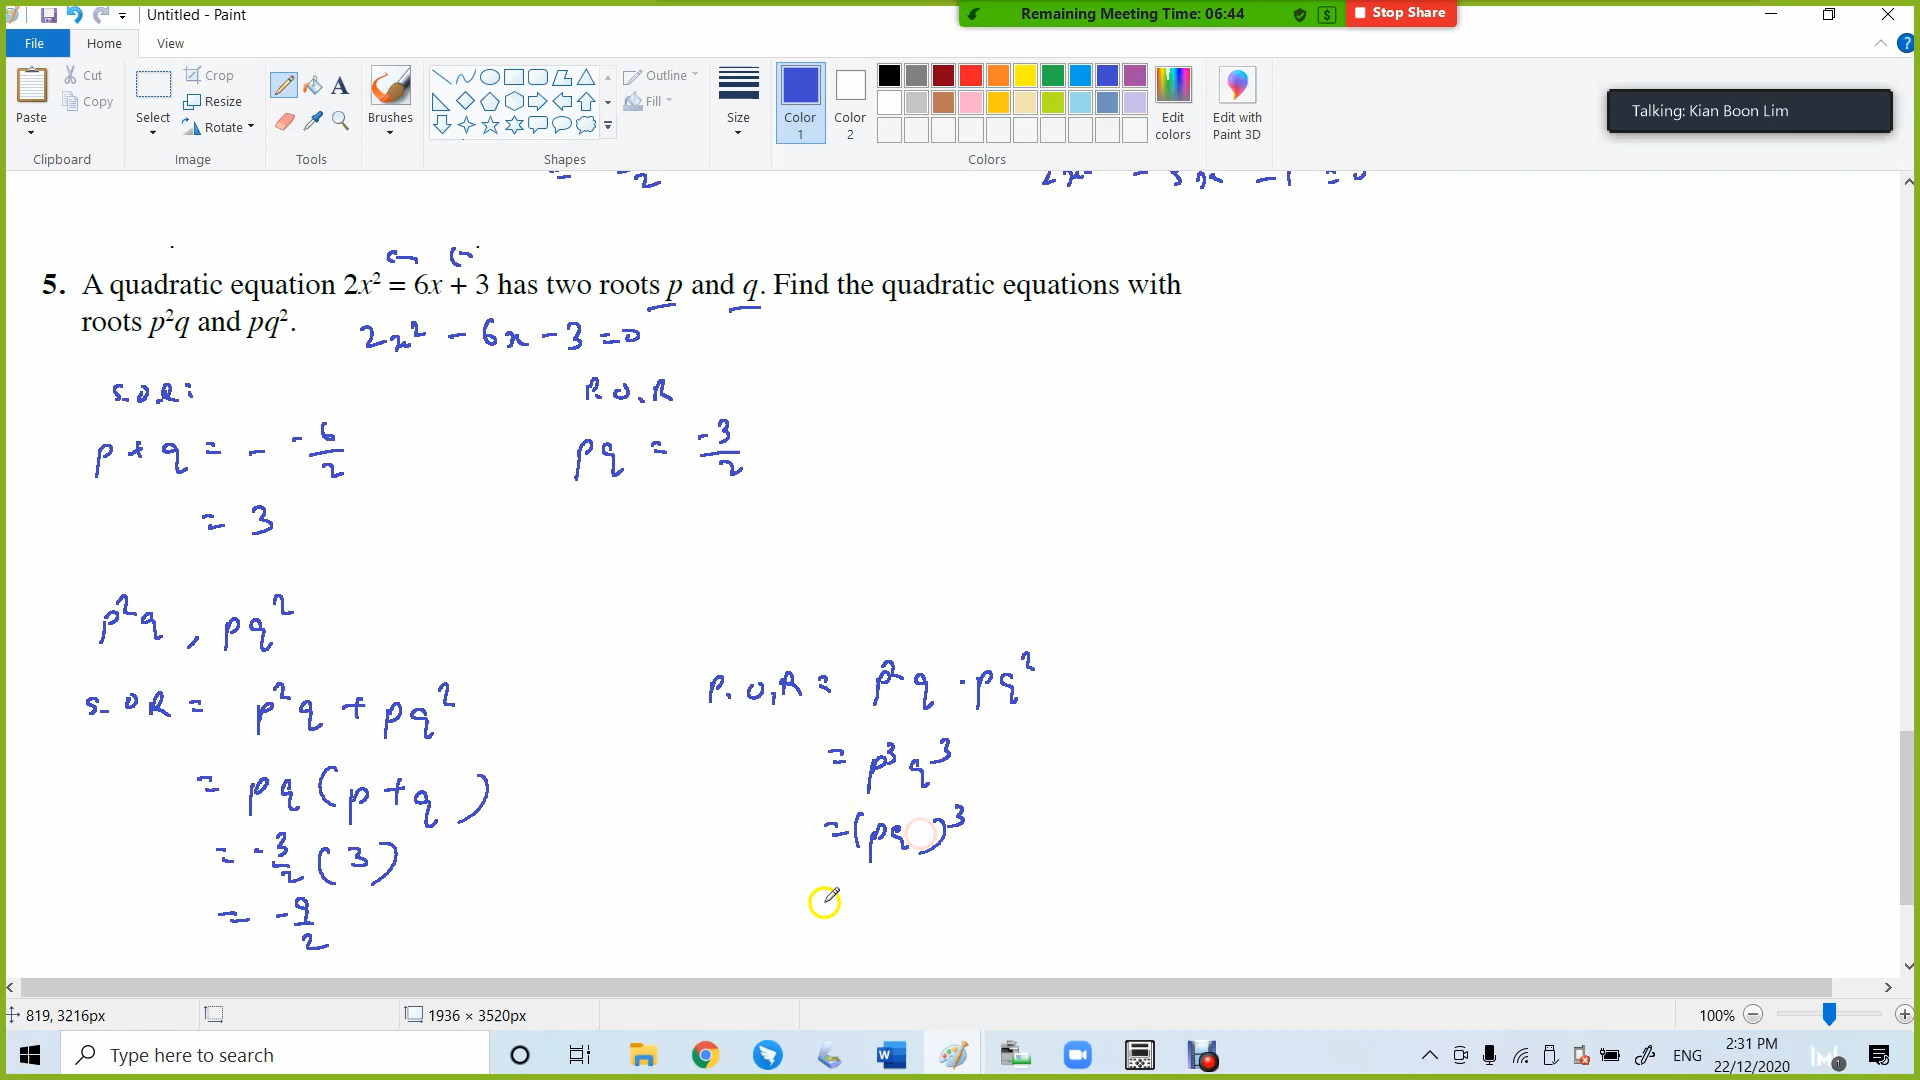 Untitled - Paint
Remaining Meeting Time: 06:44
$ Stop Share
File Home View
Paste Cut Copy
Select Crop Resize Rotate
Brushes
Outline Fill
Size
Color 1
Color 2
Edit colors
Edit with Paint 3D
Clipboard Image Tools Shapes Colors
Talking: Kian Boon Lim
5. A quadratic equation 2x² = 6x + 3 has two roots p and q. Find the quadratic equations with
roots p²q and pq².
2x² - 6x - 3 = 0
S.O.R: P.O.R
p + q = - -6/2
pq = -3/2
= 3
p²q , pq²
S.OR = p²q + pq²
= pq (p + q)
= -3/2 (3)
= -9/2
P.O.R = p²q · pq²
= p³q³
= (pq)³
819, 3216px 1936 × 3520px 100%
Type here to search
ENG 2:31 PM
22/12/2020
1